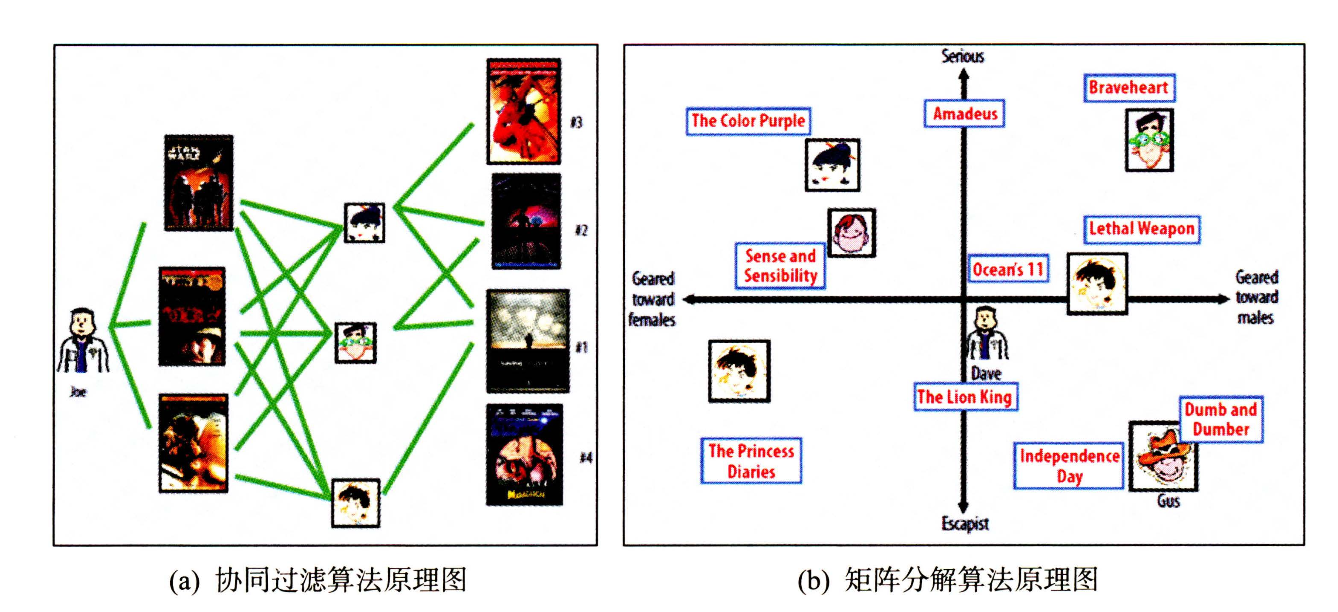 STAR
WARS
#3
#2
#1
#4
Joe
Serious
Braveheart
The Color Purple
Amadeus
Lethal Weapon
Sense and
Sensibility
Ocean's 11
Geared
toward
females
Geared
toward
males
Dave
The Lion King
Dumb and
Dumber
The Princess
Diaries
Independence
Day
Gus
Escapist
(a) 协同过滤算法原理图
(b) 矩阵分解算法原理图